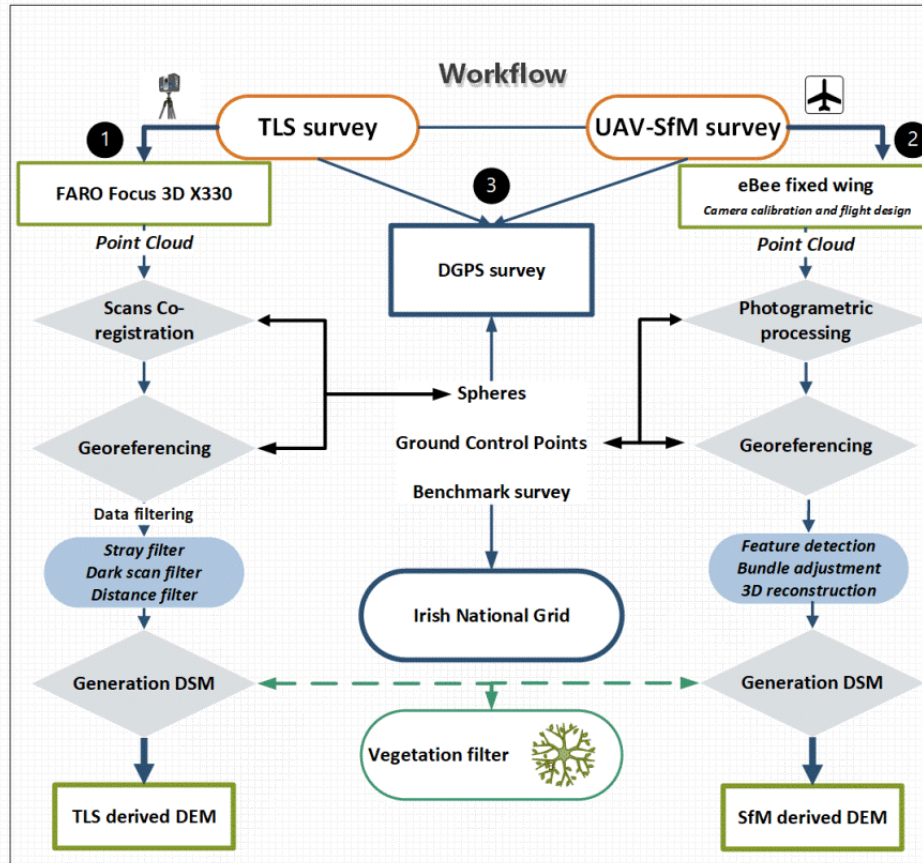 Workflow
TLS survey
UAV-SfM survey
1
2
3
FARO Focus 3D X330
eBee fixed wing
Camera calibration and flight design
Point Cloud
Point Cloud
DGPS survey
Scans Co-
registration
Photogrametric
processing
Spheres
Georeferencing
Ground Control Points
Georeferencing
Data filtering
Benchmark survey
Stray filter
Dark scan filter
Distance filter
Feature detection
Bundle adjustment
3D reconstruction
Irish National Grid
Generation DSM
Generation DSM
Vegetation filter
TLS derived DEM
SfM derived DEM